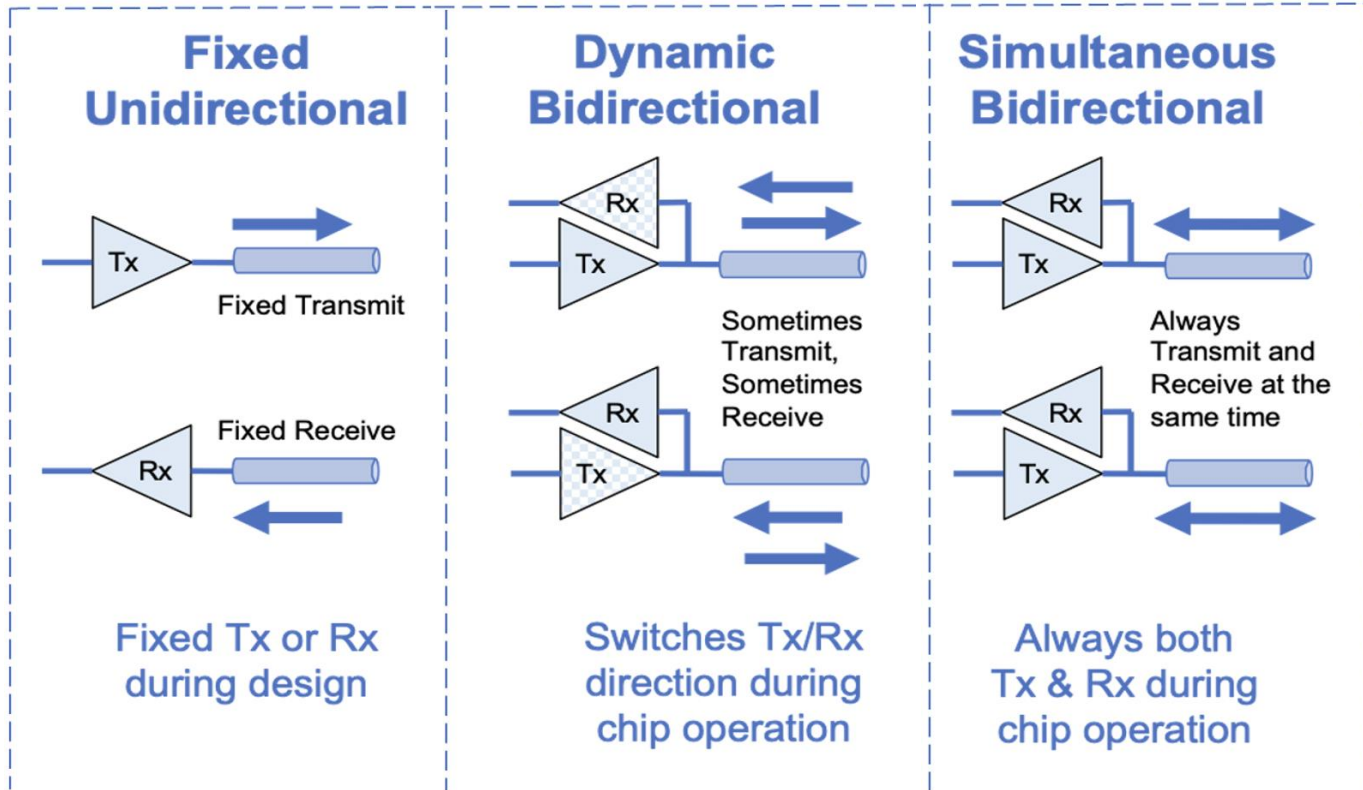 Fixed
Unidirectional
Tx
Fixed Transmit
Fixed Receive
Rx
Fixed Tx or Rx
during design
Dynamic
Bidirectional
Rx
Tx
Sometimes
Transmit,
Sometimes
Receive
Rx
Tx
Switches Tx/Rx
direction during
chip operation
Simultaneous
Bidirectional
Rx
Tx
Always
Transmit and
Receive at the
same time
Rx
Tx
Always both
Tx & Rx during
chip operation